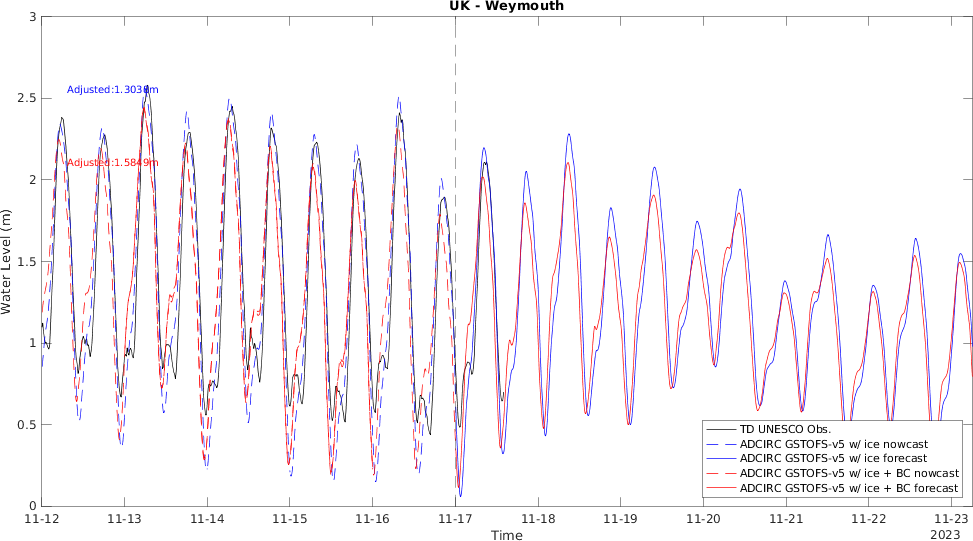 UK - Weymouth
3
2.5
2
1.5
1
0.5
0
Water Level (m)
Adjusted:1.3036m
Adjusted:1.5849m
TD UNESCO Obs.
ADCIRC GSTOFS-v5 w/ ice nowcast
ADCIRC GSTOFS-v5 w/ ice forecast
ADCIRC GSTOFS-v5 w/ ice + BC nowcast
ADCIRC GSTOFS-v5 w/ ice + BC forecast
11-12 11-13 11-14 11-15 11-16 11-17 11-18 11-19 11-20 11-21 11-22 11-23
2023
Time